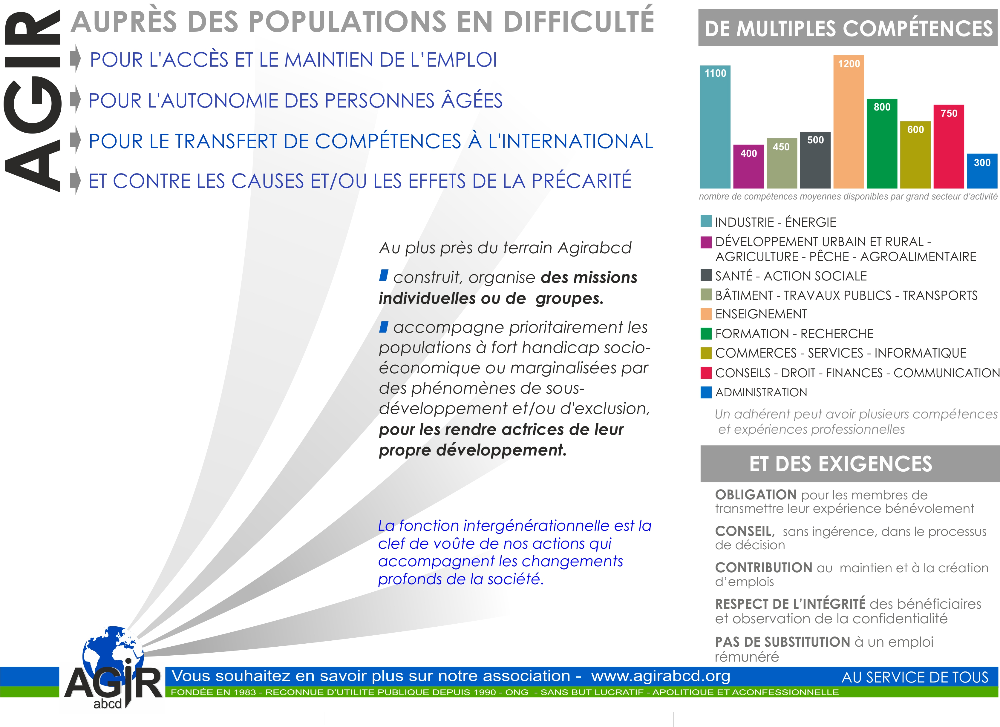 AGIR
AUPRÈS DES POPULATIONS EN DIFFICULTÉ
POUR L'ACCÈS ET LE MAINTIEN DE L’EMPLOI
POUR L'AUTONOMIE DES PERSONNES ÂGÉES
POUR LE TRANSFERT DE COMPÉTENCES À L'INTERNATIONAL
ET CONTRE LES CAUSES ET/OU LES EFFETS DE LA PRÉCARITÉ
Au plus près du terrain Agirabcd
construit, organise des missions
individuelles ou de groupes.
accompagne prioritairement les
populations à fort handicap socio-
économique ou marginalisées par
des phénomènes de sous-
développement et/ou d'exclusion,
pour les rendre actrices de leur
propre développement.
La fonction intergénérationnelle est la
clef de voûte de nos actions qui
accompagnent les changements
profonds de la société.
DE MULTIPLES COMPÉTENCES
1100
400
450
500
1200
800
600
750
300
nombre de compétences moyennes disponibles par grand secteur d’activité
INDUSTRIE - ÉNERGIE
DÉVELOPPEMENT URBAIN ET RURAL -
AGRICULTURE - PÊCHE - AGROALIMENTAIRE
SANTÉ - ACTION SOCIALE
BÂTIMENT - TRAVAUX PUBLICS - TRANSPORTS
ENSEIGNEMENT
FORMATION - RECHERCHE
COMMERCES - SERVICES - INFORMATIQUE
CONSEILS - DROIT - FINANCES - COMMUNICATION
ADMINISTRATION
Un adhérent peut avoir plusieurs compétences
et expériences professionnelles
ET DES EXIGENCES
OBLIGATION pour les membres de
transmettre leur expérience bénévolement
CONSEIL, sans ingérence, dans le processus
de décision
CONTRIBUTION au maintien et à la création
d’emplois
RESPECT DE L’INTÉGRITÉ des bénéficiaires
et observation de la confidentialité
PAS DE SUBSTITUTION à un emploi
rémunéré
AGIR
abcd
Vous souhaitez en savoir plus sur notre association - www.agirabcd.org
AU SERVICE DE TOUS
FONDÉE EN 1983 - RECONNUE D’UTILITE PUBLIQUE DEPUIS 1990 - ONG - SANS BUT LUCRATIF - APOLITIQUE ET ACONFESSIONNELLE